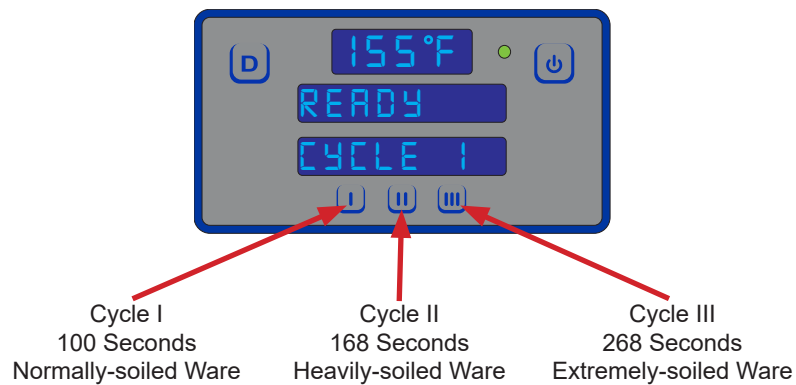 155°F
D
READY
CYCLE 1
I
II
III
Cycle I
100 Seconds
Normally-soiled Ware
Cycle II
168 Seconds
Heavily-soiled Ware
Cycle III
268 Seconds
Extremely-soiled Ware